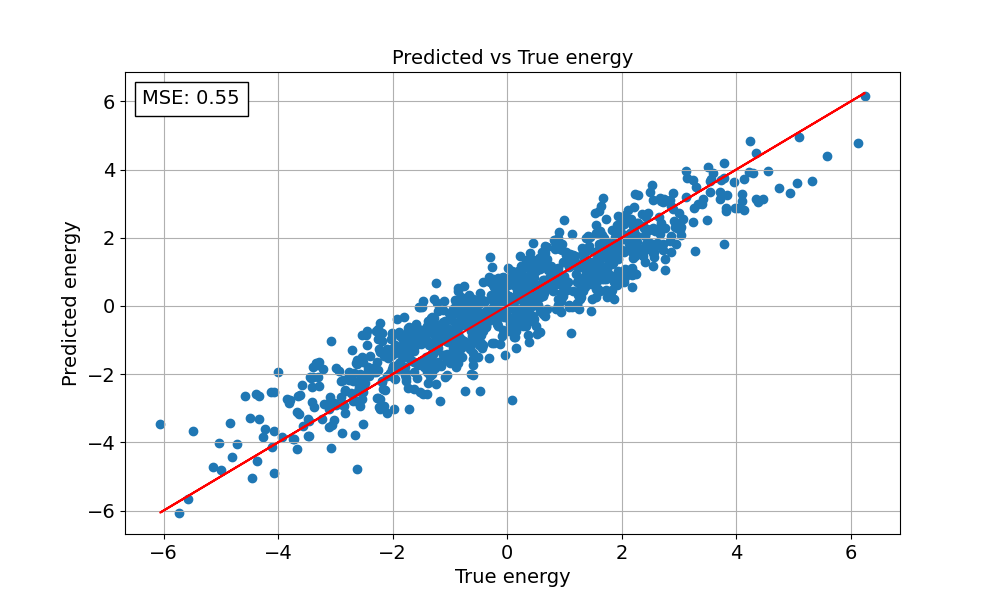 Predicted vs True energy
MSE: 0.55
Predicted energy
6
4
2
0
−2
−4
−6
−6 −4 −2 0 2 4 6
True energy